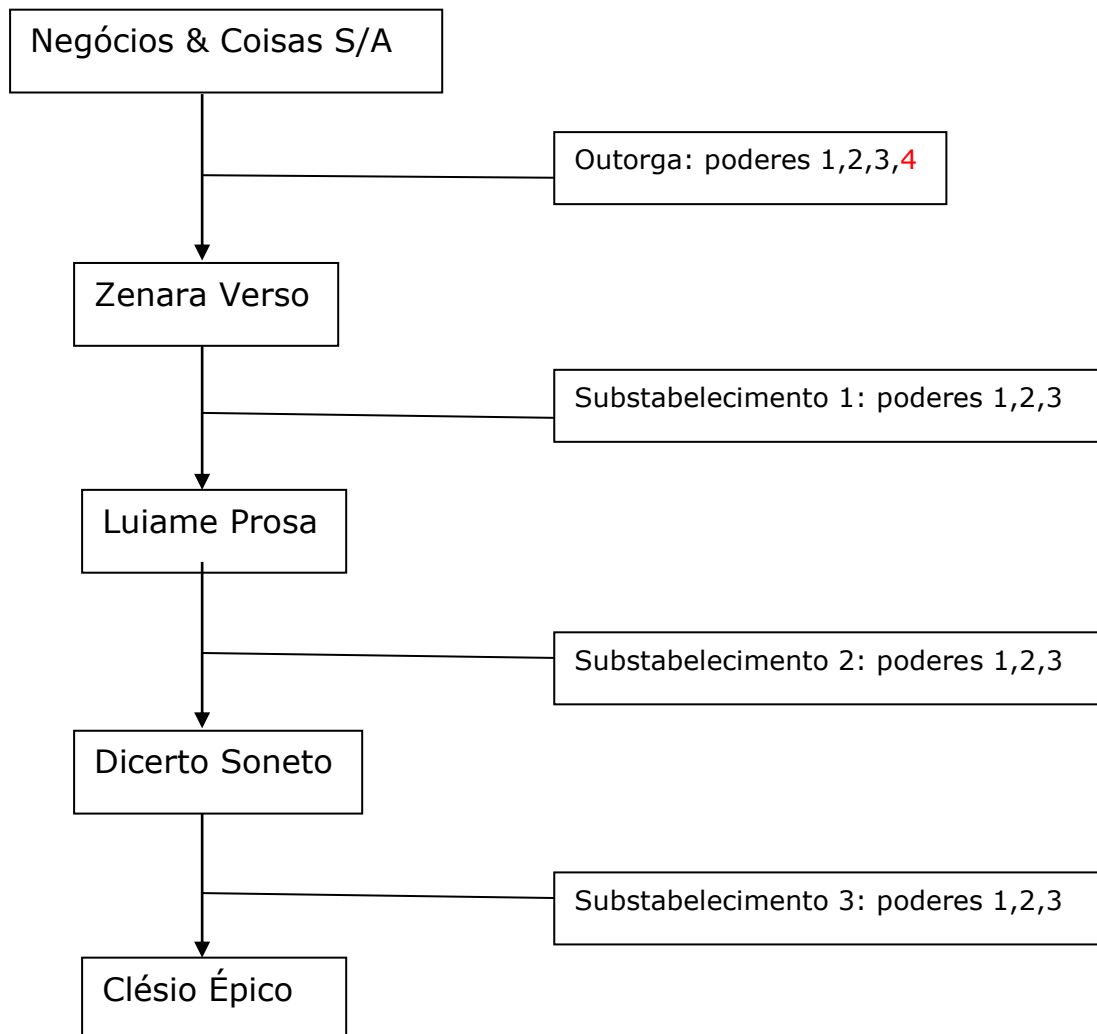 Negócios & Coisas S/A
Outorga: poderes 1,2,3,4
Zenara Verso
Substabelecimento 1: poderes 1,2,3
Luiame Prosa
Substabelecimento 2: poderes 1,2,3
Dicerto Soneto
Substabelecimento 3: poderes 1,2,3
Clésio Épico